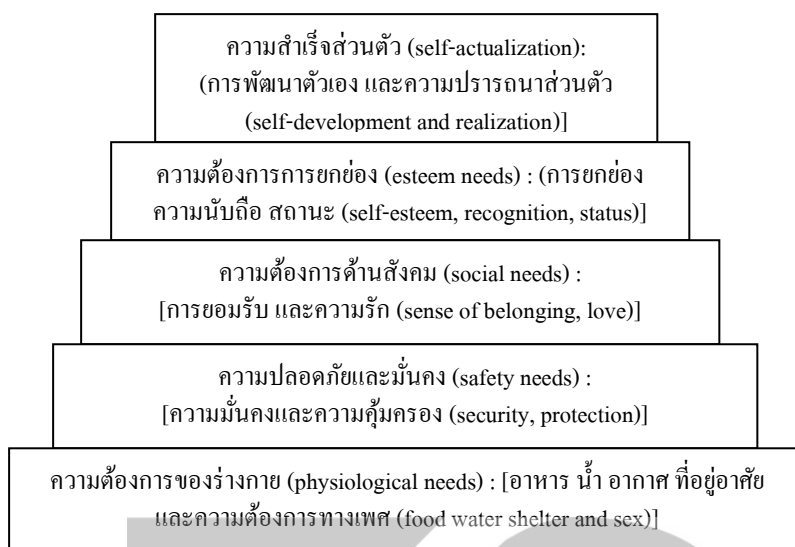 ความสำเร็จส่วนตัว (self-actualization):
(การพัฒนาตัวเอง และความปรารถนาส่วนตัว
(self-development and realization)]
ความต้องการการยกย่อง (esteem needs) : (การยกย่อง
ความนับถือ สถานะ (self-esteem, recognition, status)]
ความต้องการด้านสังคม (social needs) :
[การยอมรับ และความรัก (sense of belonging, love)]
ความปลอดภัยและมั่นคง (safety needs) :
[ความมั่นคงและความคุ้มครอง (security, protection)]
ความต้องการของร่างกาย (physiological needs) : [อาหาร น้ำ อากาศ ที่อยู่อาศัย
และความต้องการทางเพศ (food water shelter and sex)]